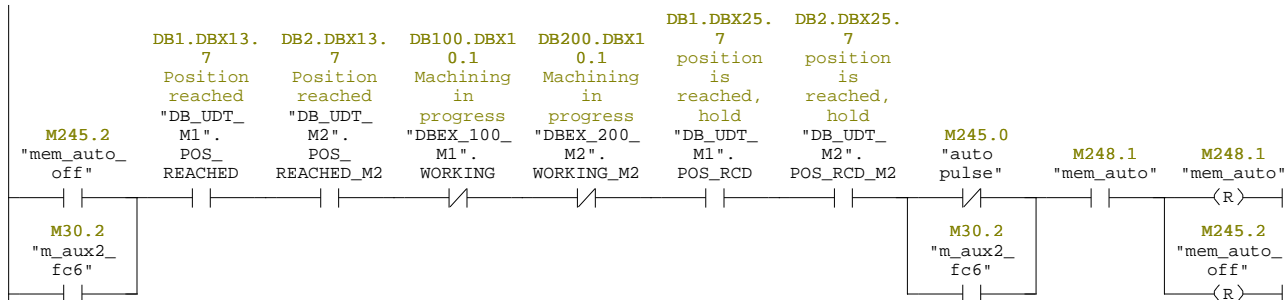 DB1.DBX25. DB2.DBX25.
DB1.DBX13. DB2.DBX13. DB100.DBX1 DB200.DBX1 7 7
7 7 0.1 0.1 position position
Position Position Machining Machining is is
reached reached in in reached, reached,
"DB_UDT_ "DB_UDT_ progress progress hold hold
M245.2 M1". M2". "DBEX_100_ "DBEX_200_ "DB_UDT_ "DB_UDT_ M245.0
"mem_auto_ POS_ POS_ M1". M2". M1". M2". "auto M248.1 M248.1
off" REACHED REACHED_M2 WORKING WORKING_M2 POS_RCD POS_RCD_M2 pulse" "mem_auto" "mem_auto"
R
M30.2 M30.2 M245.2
"m_aux2_ "m_aux2_ "mem_auto_
fc6" fc6" off"
R